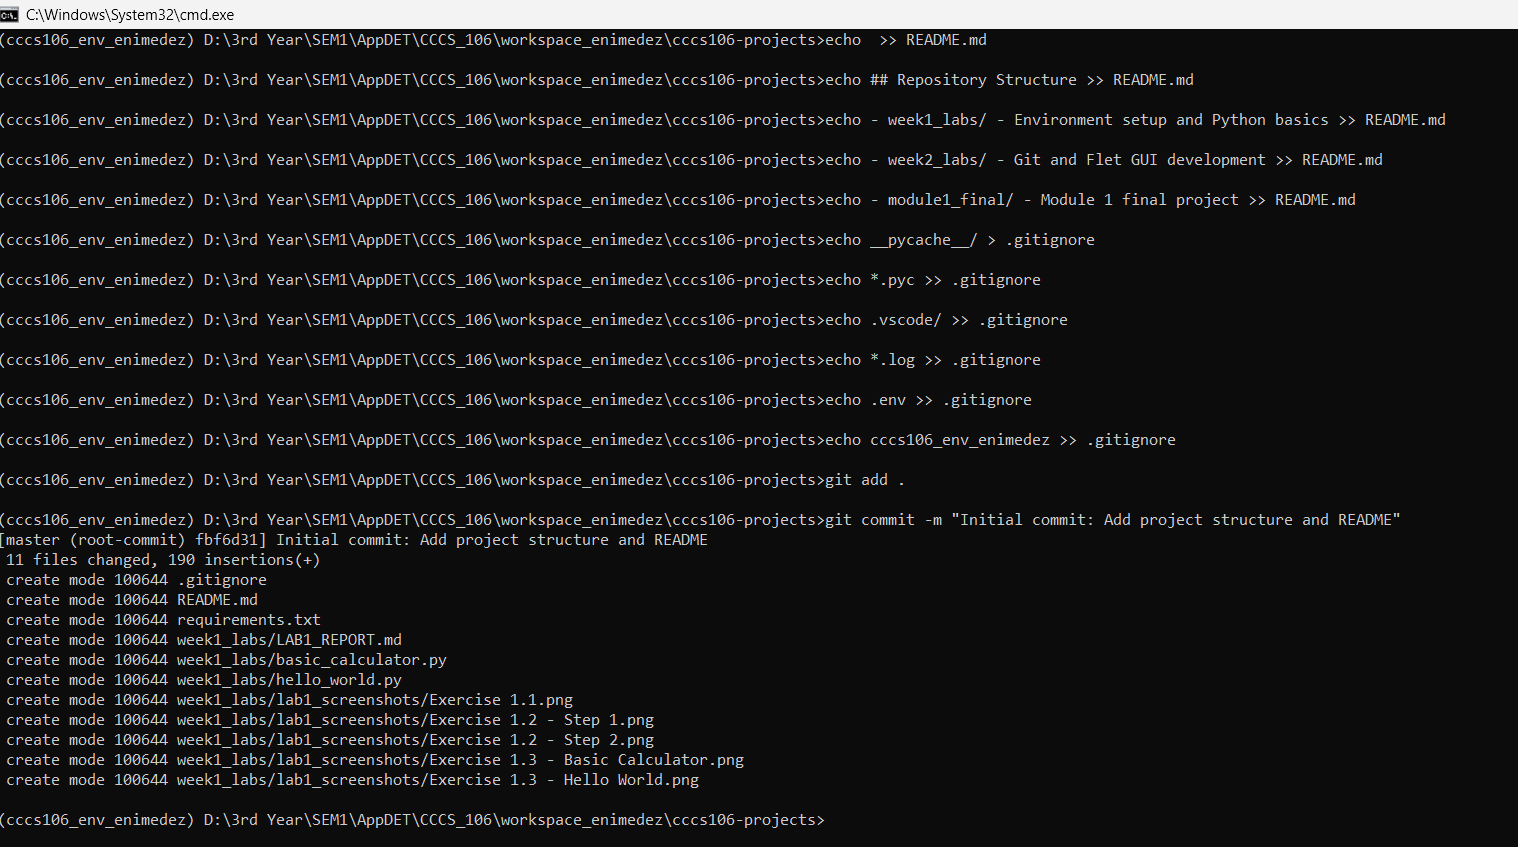 C:\Windows\System32\cmd.exe
(cccs106_env_enimedez) D:\3rd Year\SEM1\AppDET\CCCS_106\workspace_enimedez\cccs106-projects>echo  >> README.md
(cccs106_env_enimedez) D:\3rd Year\SEM1\AppDET\CCCS_106\workspace_enimedez\cccs106-projects>echo ## Repository Structure >> README.md
(cccs106_env_enimedez) D:\3rd Year\SEM1\AppDET\CCCS_106\workspace_enimedez\cccs106-projects>echo - week1_labs/ - Environment setup and Python basics >> README.md
(cccs106_env_enimedez) D:\3rd Year\SEM1\AppDET\CCCS_106\workspace_enimedez\cccs106-projects>echo - week2_labs/ - Git and Flet GUI development >> README.md
(cccs106_env_enimedez) D:\3rd Year\SEM1\AppDET\CCCS_106\workspace_enimedez\cccs106-projects>echo - module1_final/ - Module 1 final project >> README.md
(cccs106_env_enimedez) D:\3rd Year\SEM1\AppDET\CCCS_106\workspace_enimedez\cccs106-projects>echo __pycache__/ > .gitignore
(cccs106_env_enimedez) D:\3rd Year\SEM1\AppDET\CCCS_106\workspace_enimedez\cccs106-projects>echo *.pyc >> .gitignore
(cccs106_env_enimedez) D:\3rd Year\SEM1\AppDET\CCCS_106\workspace_enimedez\cccs106-projects>echo .vscode/ >> .gitignore
(cccs106_env_enimedez) D:\3rd Year\SEM1\AppDET\CCCS_106\workspace_enimedez\cccs106-projects>echo *.log >> .gitignore
(cccs106_env_enimedez) D:\3rd Year\SEM1\AppDET\CCCS_106\workspace_enimedez\cccs106-projects>echo .env >> .gitignore
(cccs106_env_enimedez) D:\3rd Year\SEM1\AppDET\CCCS_106\workspace_enimedez\cccs106-projects>echo cccs106_env_enimedez >> .gitignore
(cccs106_env_enimedez) D:\3rd Year\SEM1\AppDET\CCCS_106\workspace_enimedez\cccs106-projects>git add .
(cccs106_env_enimedez) D:\3rd Year\SEM1\AppDET\CCCS_106\workspace_enimedez\cccs106-projects>git commit -m "Initial commit: Add project structure and README"
[master (root-commit) fbf6d31] Initial commit: Add project structure and README
 11 files changed, 190 insertions(+)
 create mode 100644 .gitignore
 create mode 100644 README.md
 create mode 100644 requirements.txt
 create mode 100644 week1_labs/LAB1_REPORT.md
 create mode 100644 week1_labs/basic_calculator.py
 create mode 100644 week1_labs/hello_world.py
 create mode 100644 week1_labs/lab1_screenshots/Exercise 1.1.png
 create mode 100644 week1_labs/lab1_screenshots/Exercise 1.2 - Step 1.png
 create mode 100644 week1_labs/lab1_screenshots/Exercise 1.2 - Step 2.png
 create mode 100644 week1_labs/lab1_screenshots/Exercise 1.3 - Basic Calculator.png
 create mode 100644 week1_labs/lab1_screenshots/Exercise 1.3 - Hello World.png
(cccs106_env_enimedez) D:\3rd Year\SEM1\AppDET\CCCS_106\workspace_enimedez\cccs106-projects>